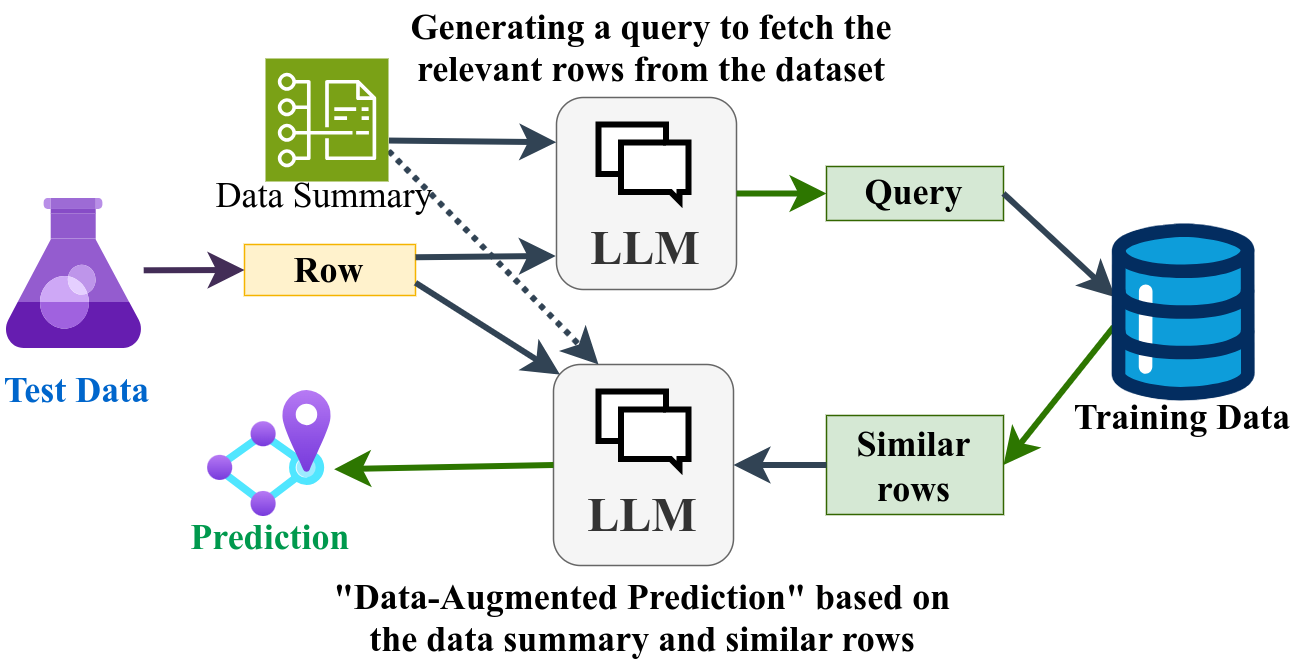 Generating a query to fetch the
relevant rows from the dataset
Data Summary
LLM
Query
Row
Test Data
Training Data
Similar
rows
LLM
Prediction
"Data-Augmented Prediction" based on
the data summary and similar rows